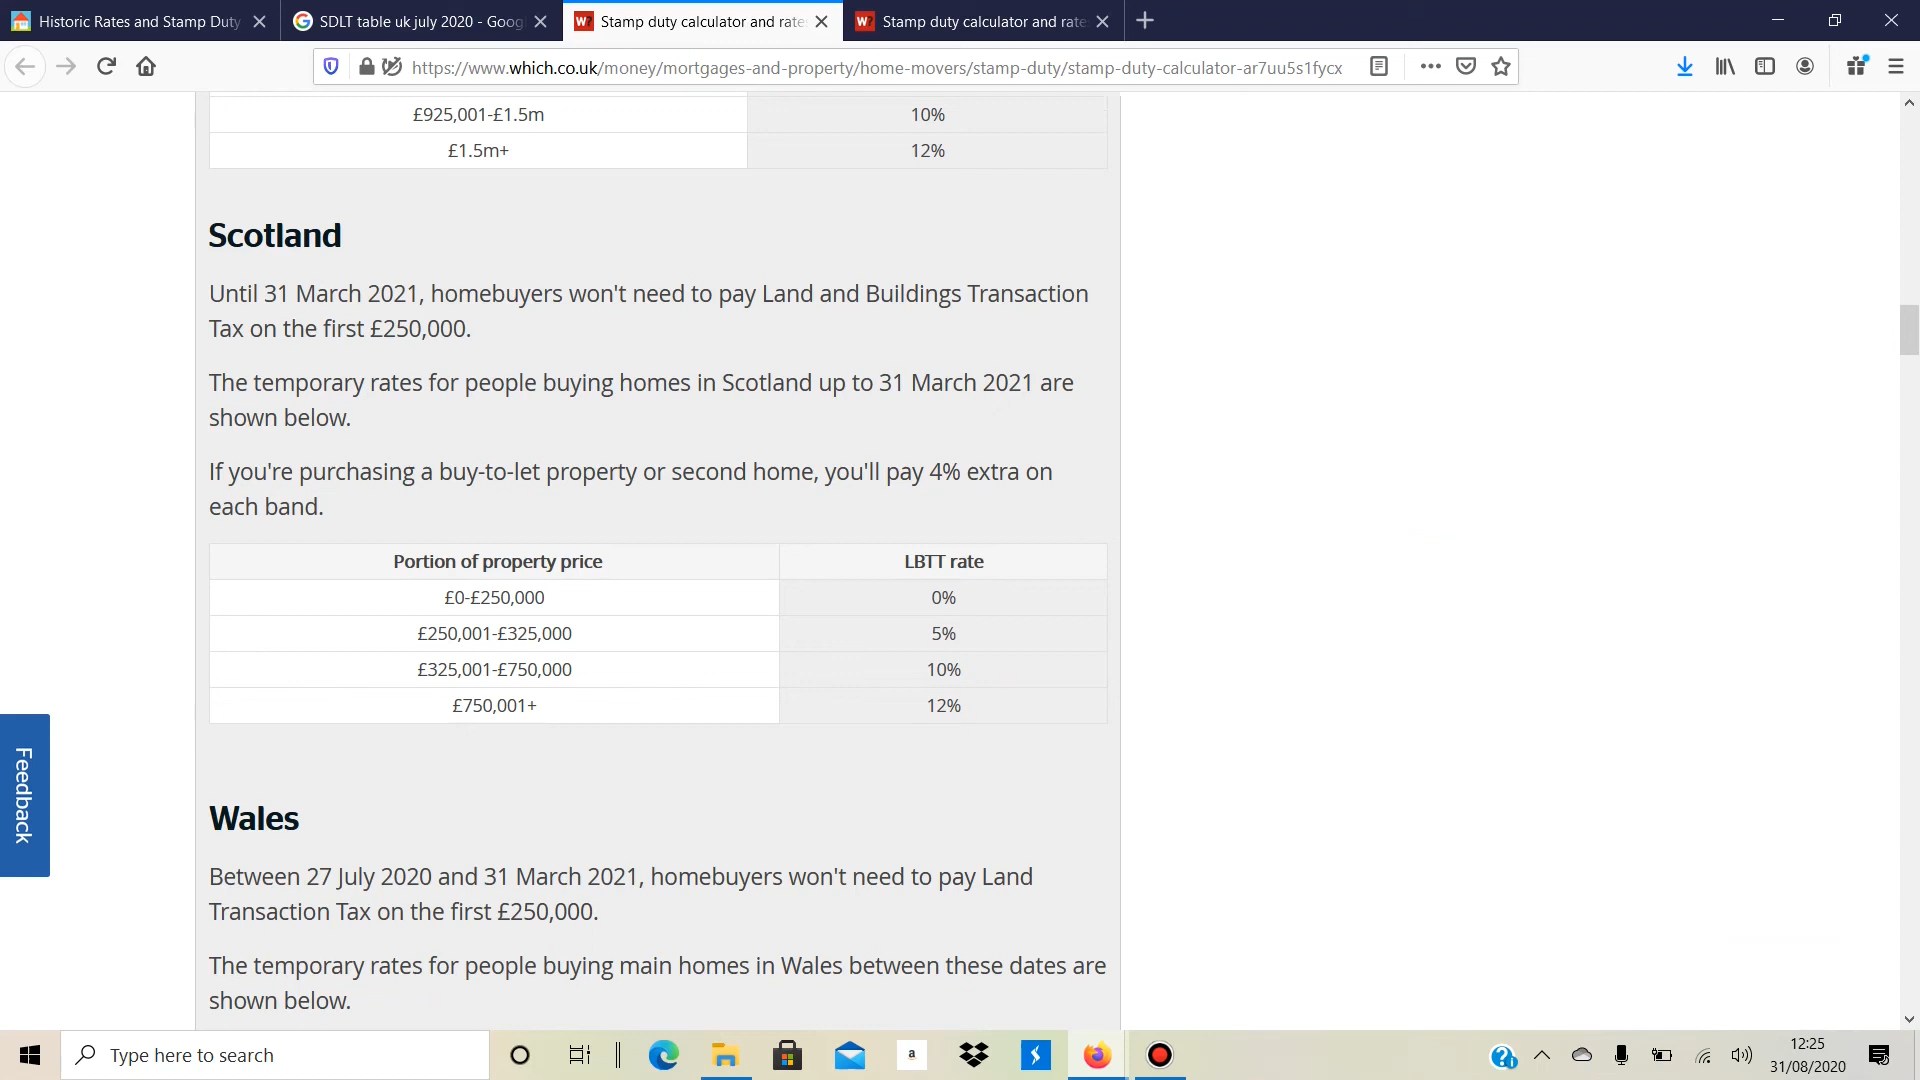 Historic Rates and Stamp Duty
SDLT table uk july 2020 - Goog
Stamp duty calculator and rate
Stamp duty calculator and rate
https://www.which.co.uk/money/mortgages-and-property/home-movers/stamp-duty/stamp-duty-calculator-ar7uu5s1fycx
£925,001-£1.5m 10%
£1.5m+ 12%
Scotland
Until 31 March 2021, homebuyers won't need to pay Land and Buildings Transaction
Tax on the first £250,000.
The temporary rates for people buying homes in Scotland up to 31 March 2021 are
shown below.
If you're purchasing a buy-to-let property or second home, you'll pay 4% extra on
each band.
Portion of property price LBTT rate
£0-£250,000 0%
£250,001-£325,000 5%
£325,001-£750,000 10%
£750,001+ 12%
Feedback
Wales
Between 27 July 2020 and 31 March 2021, homebuyers won't need to pay Land
Transaction Tax on the first £250,000.
The temporary rates for people buying main homes in Wales between these dates are
shown below.
Type here to search
12:25
31/08/2020